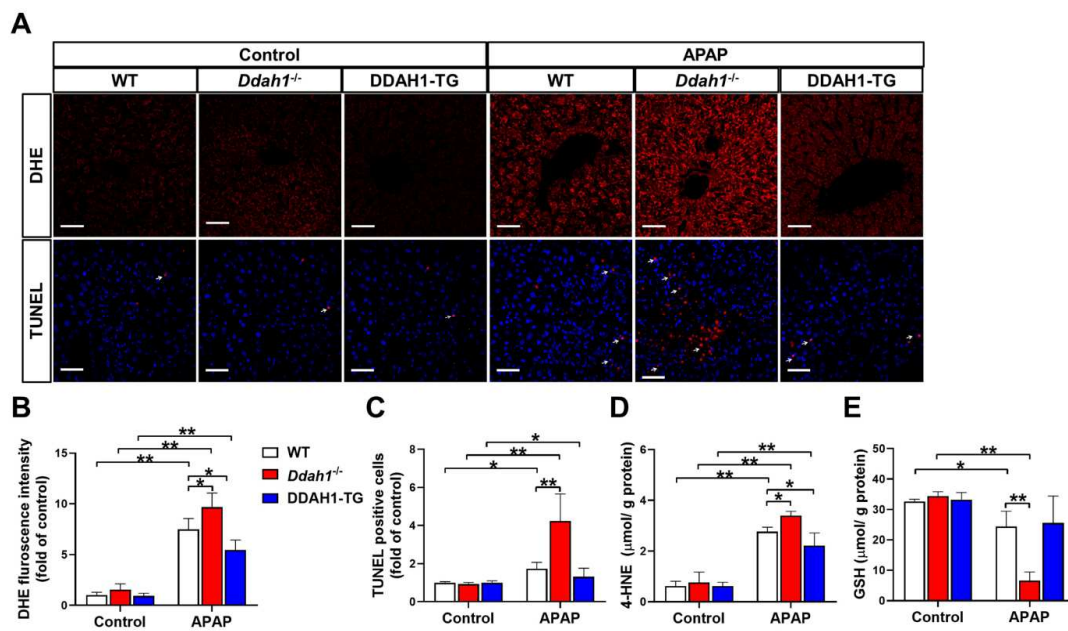 A
Control APAP
WT Ddah1-/- DDAH1-TG WT Ddah1-/- DDAH1-TG
DHE
TUNEL
B
DHE fluroscence intensity
(fold of control)
15
10
5
0
**
**
**
*
*
Control APAP
WT
Ddah1-/-
DDAH1-TG
C
TUNEL positive cells
(fold of control)
8
6
4
2
0
*
**
*
**
Control APAP
D
4-HNE (μmol/ g protein)
6
4
2
0
**
**
**
*
*
Control APAP
E
GSH (μmol/ g protein)
50
40
30
20
10
0
**
*
**
Control APAP